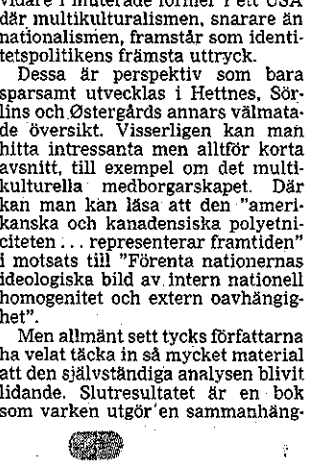 vidare i muterade former i ett USA
där multikulturalismen, snarare än
nationalismen, framstår som identi-
tetspolitikens främsta uttryck.
Dessa är perspektiv som bara
sparsamt utvecklas i Hettnes, Sör-
lins och Østergårds annars välmata-
de översikt. Visserligen kan man
hitta intressanta men alltför korta
avsnitt, till exempel om det multi-
kulturella medborgarskapet. Där
kan man kan läsa att den "ameri-
kanska och kanadensiska polyetni-
citeten ... representerar framtiden"
i motsats till "Förenta nationernas
ideologiska bild av intern nationell
homogenitet och extern oavhängig-
het".
Men allmänt sett tycks författarna
ha velat täcka in så mycket material
att den självständiga analysen blivit
lidande. Slutresultatet är en bok
som varken utgör en sammanhäng-